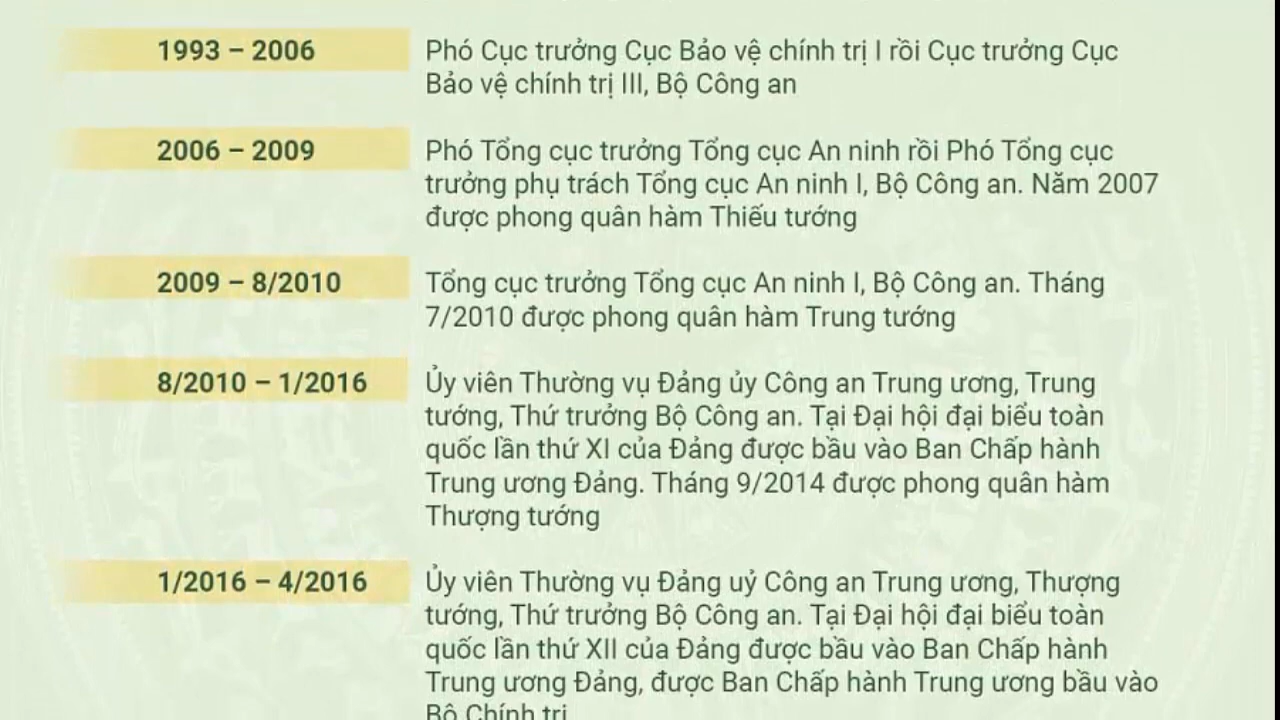 1993 – 2006
Phó Cục trưởng Cục Bảo vệ chính trị I rồi Cục trưởng Cục
Bảo vệ chính trị III, Bộ Công an
2006 – 2009
Phó Tổng cục trưởng Tổng cục An ninh rồi Phó Tổng cục
trưởng phụ trách Tổng cục An ninh I, Bộ Công an. Năm 2007
được phong quân hàm Thiếu tướng
2009 – 8/2010
Tổng cục trưởng Tổng cục An ninh I, Bộ Công an. Tháng
7/2010 được phong quân hàm Trung tướng
8/2010 – 1/2016
Ủy viên Thường vụ Đảng ủy Công an Trung ương, Trung
tướng, Thứ trưởng Bộ Công an. Tại Đại hội đại biểu toàn
quốc lần thứ XI của Đảng được bầu vào Ban Chấp hành
Trung ương Đảng. Tháng 9/2014 được phong quân hàm
Thượng tướng
1/2016 – 4/2016
Ủy viên Thường vụ Đảng uỷ Công an Trung ương, Thượng
tướng, Thứ trưởng Bộ Công an. Tại Đại hội đại biểu toàn
quốc lần thứ XII của Đảng được bầu vào Ban Chấp hành
Trung ương Đảng, được Ban Chấp hành Trung ương bầu vào
Bộ Chính trị